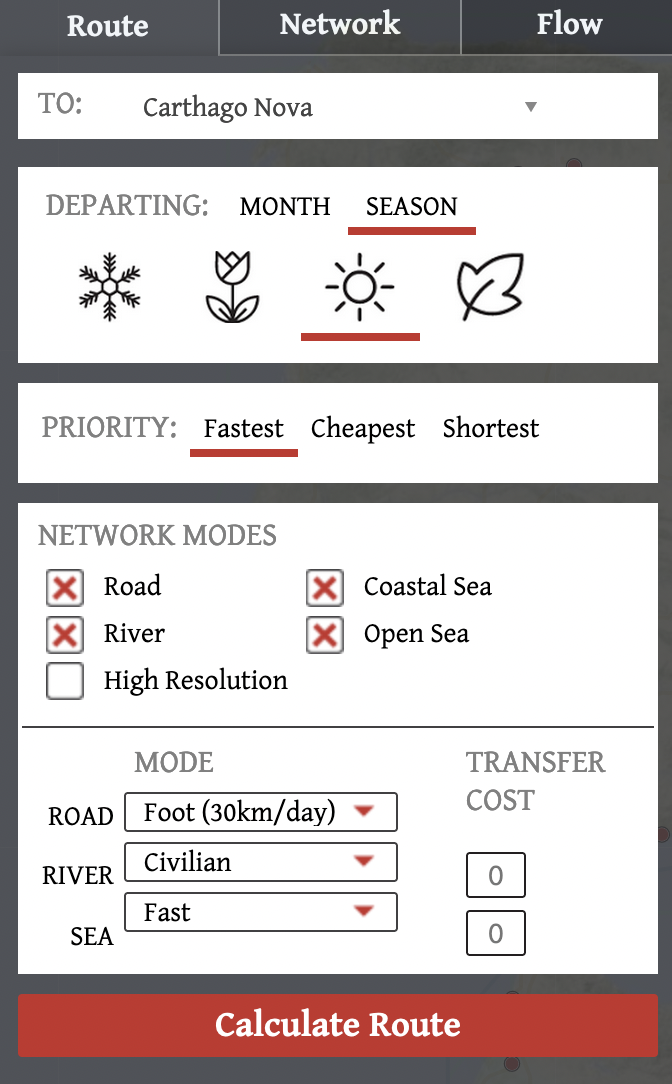 Route Network Flow
TO: Carthago Nova
DEPARTING: MONTH SEASON
PRIORITY: Fastest Cheapest Shortest
NETWORK MODES
Road Coastal Sea
River Open Sea
High Resolution
MODE TRANSFER
COST
ROAD Foot (30km/day)
RIVER Civilian 0
SEA Fast 0
Calculate Route